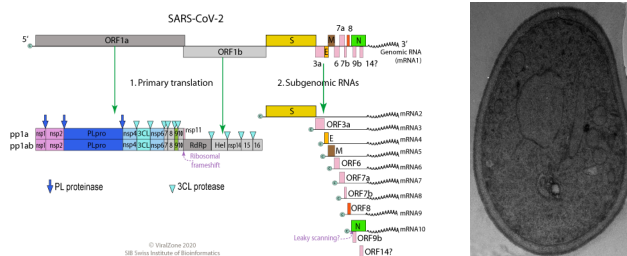 SARS-CoV-2
7a 8
5' ORF1a S M N 3'
ORF1b E Genomic RNA
(mRNA1)
3a 6 7b 9b 14?
1. Primary translation 2. Subgenomic RNAs
S mRNA2
ORF3a mRNA3
E mRNA4
M mRNA5
ORF6 mRNA6
ORF7a mRNA7
ORF7b mRNA8
ORF8 mRNA9
N mRNA10
Leaky scanning? ORF9b
ORF14?
nsp11
pp1a nsp1 nsp2 PLpro nsp4 3CL nsp6 7 8 9 10
pp1ab RdRp Hel nsp14 15 16
Ribosomal
frameshift
PL proteinase 3CL protease
© ViralZone 2020
SIB Swiss Institute of Bioinformatics